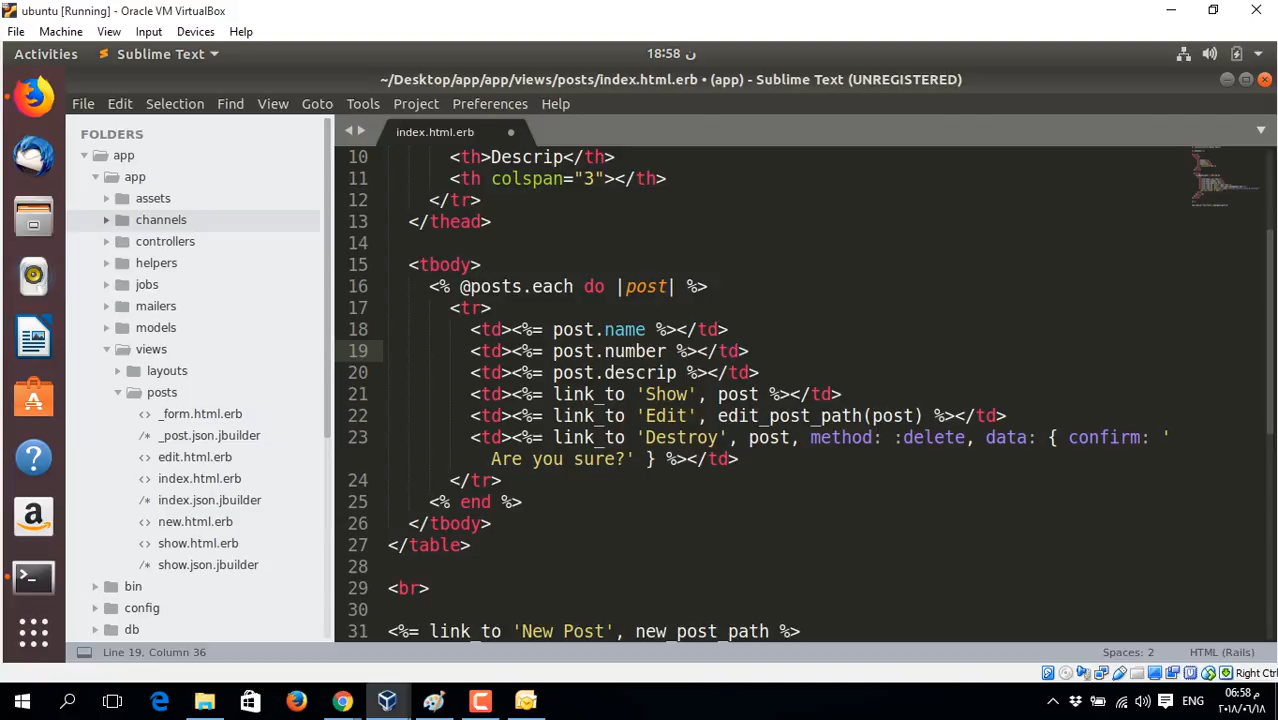 ubuntu [Running] - Oracle VM VirtualBox
File Machine View Input Devices Help
Activities Sublime Text ن 18:58
~/Desktop/app/app/views/posts/index.html.erb • (app) - Sublime Text (UNREGISTERED)
File Edit Selection Find View Goto Tools Project Preferences Help
FOLDERS
app
app
assets
channels
controllers
helpers
jobs
mailers
models
views
layouts
posts
_form.html.erb
_post.json.jbuilder
edit.html.erb
index.html.erb
index.json.jbuilder
new.html.erb
show.html.erb
show.json.jbuilder
bin
config
db
index.html.erb
10 <th>Descrip</th>
11 <th colspan="3"></th>
12 </tr>
13 </thead>
14
15 <tbody>
16 <% @posts.each do |post| %>
17 <tr>
18 <td><%= post.name %></td>
19 <td><%= post.number %></td>
20 <td><%= post.descrip %></td>
21 <td><%= link_to 'Show', post %></td>
22 <td><%= link_to 'Edit', edit_post_path(post) %></td>
23 <td><%= link_to 'Destroy', post, method: :delete, data: { confirm: '
Are you sure?' } %></td>
24 </tr>
25 <% end %>
26 </tbody>
27 </table>
28
29 <br>
30
31 <%= link_to 'New Post', new_post_path %>
Line 19, Column 36 Spaces: 2 HTML (Rails)
Right Ctrl
ENG م 06:58
٢٠١٨/٠٦/١٨